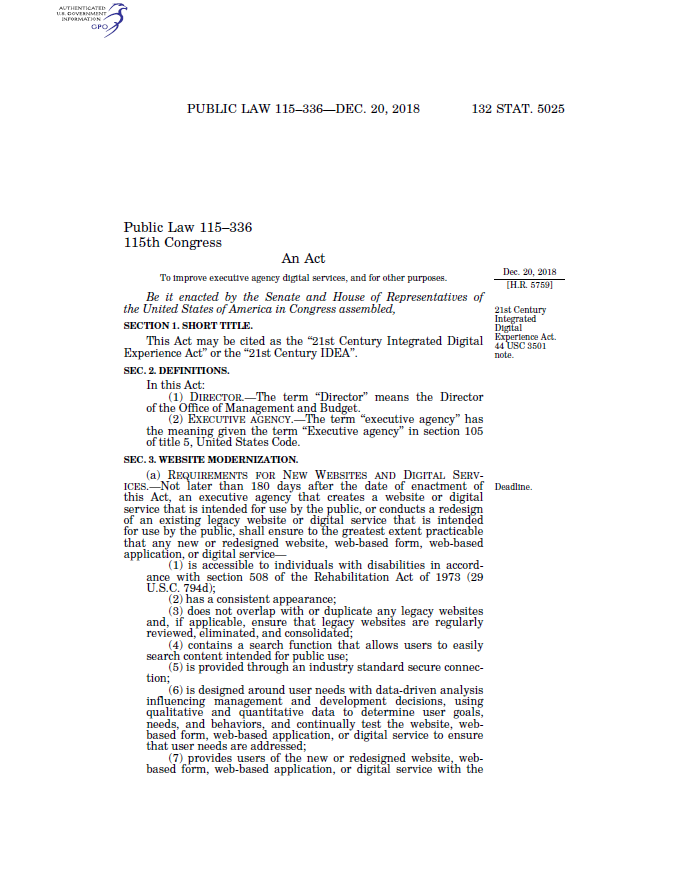 AUTHENTICATED
U.S. GOVERNMENT
INFORMATION
GPO
PUBLIC LAW 115–336—DEC. 20, 2018 132 STAT. 5025
Public Law 115–336
115th Congress
An Act
To improve executive agency digital services, and for other purposes.
Be it enacted by the Senate and House of Representatives of
the United States of America in Congress assembled,
SECTION 1. SHORT TITLE.
This Act may be cited as the “21st Century Integrated Digital
Experience Act” or the “21st Century IDEA”.
SEC. 2. DEFINITIONS.
In this Act:
(1) DIRECTOR.—The term “Director” means the Director
of the Office of Management and Budget.
(2) EXECUTIVE AGENCY.—The term “executive agency” has
the meaning given the term “Executive agency” in section 105
of title 5, United States Code.
SEC. 3. WEBSITE MODERNIZATION.
(a) REQUIREMENTS FOR NEW WEBSITES AND DIGITAL SERV-
ICES.—Not later than 180 days after the date of enactment of
this Act, an executive agency that creates a website or digital
service that is intended for use by the public, or conducts a redesign
of an existing legacy website or digital service that is intended
for use by the public, shall ensure to the greatest extent practicable
that any new or redesigned website, web-based form, web-based
application, or digital service—
(1) is accessible to individuals with disabilities in accord-
ance with section 508 of the Rehabilitation Act of 1973 (29
U.S.C. 794d);
(2) has a consistent appearance;
(3) does not overlap with or duplicate any legacy websites
and, if applicable, ensure that legacy websites are regularly
reviewed, eliminated, and consolidated;
(4) contains a search function that allows users to easily
search content intended for public use;
(5) is provided through an industry standard secure connec-
tion;
(6) is designed around user needs with data-driven analysis
influencing management and development decisions, using
qualitative and quantitative data to determine user goals,
needs, and behaviors, and continually test the website, web-
based form, web-based application, or digital service to ensure
that user needs are addressed;
(7) provides users of the new or redesigned website, web-
based form, web-based application, or digital service with the
Dec. 20, 2018
[H.R. 5759]
21st Century
Integrated
Digital
Experience Act.
44 USC 3501
note.
Deadline.